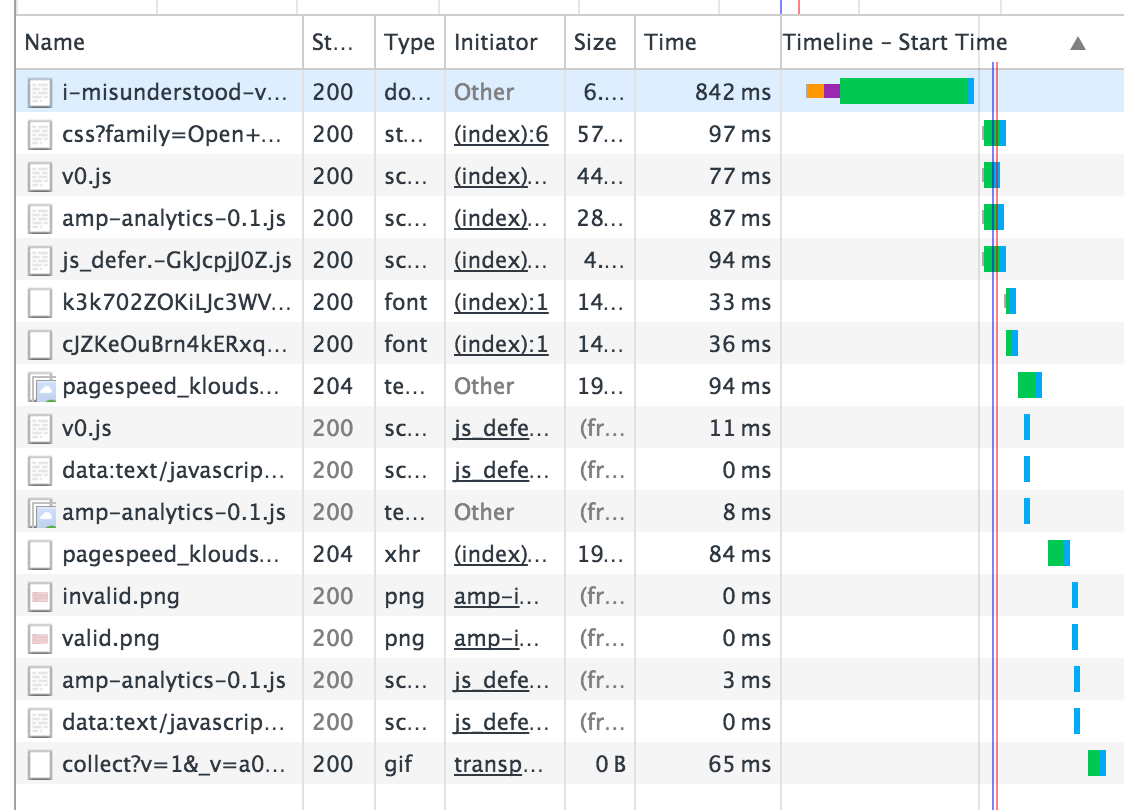 Name St... Type Initiator Size Time Timeline – Start Time
i-misunderstood-v... 200 do... Other 6.... 842 ms
css?family=Open+... 200 st... (index):6 57... 97 ms
v0.js 200 sc... (index)... 44... 77 ms
amp-analytics-0.1.js 200 sc... (index)... 28... 87 ms
js_defer.-GkJcpjJ0Z.js 200 sc... (index)... 4.... 94 ms
k3k702ZOKiLJc3WV... 200 font (index):1 14... 33 ms
cJZKeOuBrn4kERxq... 200 font (index):1 14... 36 ms
pagespeed_klouds... 204 te... Other 19... 94 ms
v0.js 200 sc... js_defe... (fr... 11 ms
data:text/javascrip... 200 sc... js_defe... (fr... 0 ms
amp-analytics-0.1.js 200 te... Other (fr... 8 ms
pagespeed_klouds... 204 xhr (index)... 19... 84 ms
invalid.png 200 png amp-i... (fr... 0 ms
valid.png 200 png amp-i... (fr... 0 ms
amp-analytics-0.1.js 200 sc... js_defe... (fr... 3 ms
data:text/javascrip... 200 sc... js_defe... (fr... 0 ms
collect?v=1&_v=a0... 200 gif transp... 0 B 65 ms